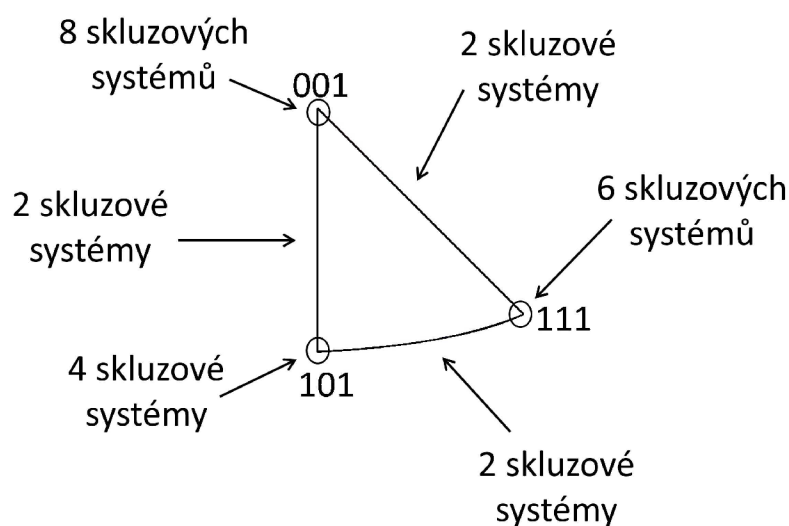 8 skluzových
systémů
2 skluzové
systémy
001
2 skluzové
systémy
6 skluzových
systémů
111
4 skluzové
systémy
101
2 skluzové
systémy